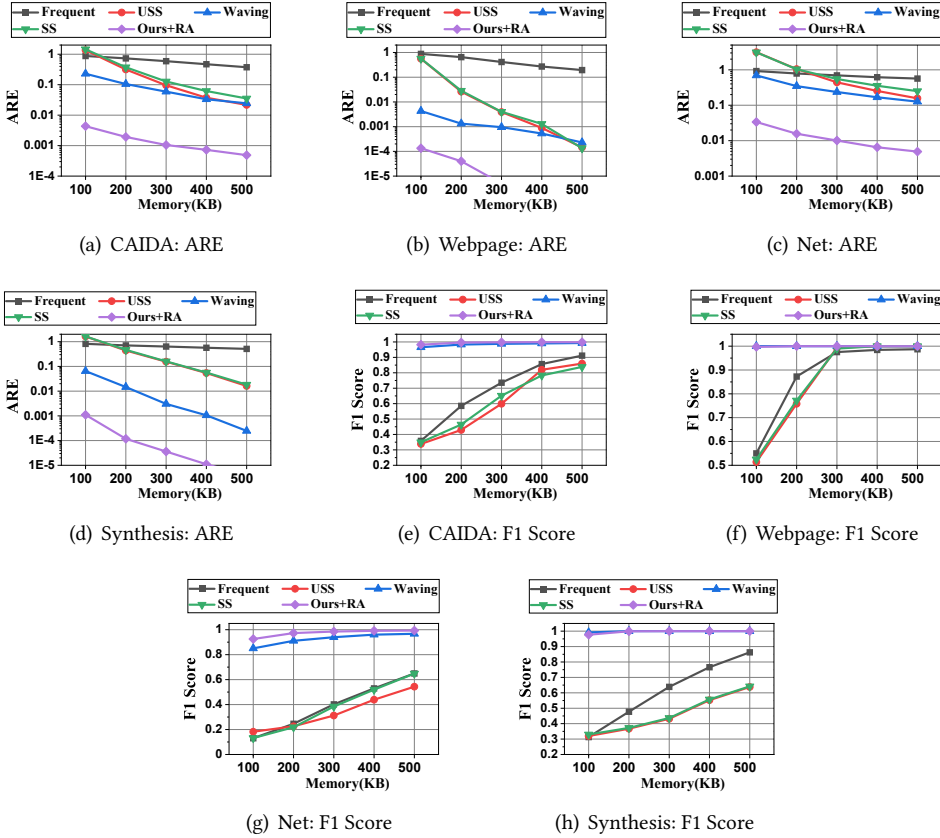 Frequent USS Waving
SS Ours+RA
ARE
1
0.1
0.01
0.001
1E-4
100 200 300 400 500
Memory(KB)
(a) CAIDA: ARE
Frequent USS Waving
SS Ours+RA
ARE
1
0.1
0.01
0.001
1E-4
1E-5
100 200 300 400 500
Memory(KB)
(b) Webpage: ARE
Frequent USS Waving
SS Ours+RA
ARE
1
0.1
0.01
0.001
100 200 300 400 500
Memory(KB)
(c) Net: ARE
Frequent USS Waving
SS Ours+RA
ARE
1
0.1
0.01
0.001
1E-4
1E-5
100 200 300 400 500
Memory(KB)
(d) Synthesis: ARE
Frequent USS Waving
SS Ours+RA
F1 Score
1
0.9
0.8
0.7
0.6
0.5
0.4
0.3
0.2
100 200 300 400 500
Memory(KB)
(e) CAIDA: F1 Score
Frequent USS Waving
SS Ours+RA
F1 Score
1
0.9
0.8
0.7
0.6
0.5
100 200 300 400 500
Memory(KB)
(f) Webpage: F1 Score
Frequent USS Waving
SS Ours+RA
F1 Score
1
0.8
0.6
0.4
0.2
0
100 200 300 400 500
Memory(KB)
(g) Net: F1 Score
Frequent USS Waving
SS Ours+RA
F1 Score
1
0.9
0.8
0.7
0.6
0.5
0.4
0.3
0.2
100 200 300 400 500
Memory(KB)
(h) Synthesis: F1 Score